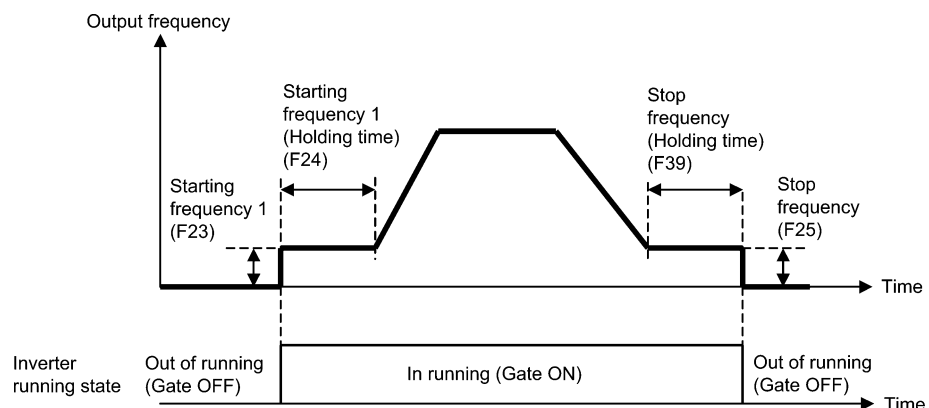 Output frequency
Starting
frequency 1
(Holding time)
(F24)
Stop
frequency
(Holding time)
(F39)
Starting
frequency 1
(F23)
Stop
frequency
(F25)
Time
Inverter
running state
Out of running
(Gate OFF)
In running (Gate ON)
Out of running
(Gate OFF)
Time